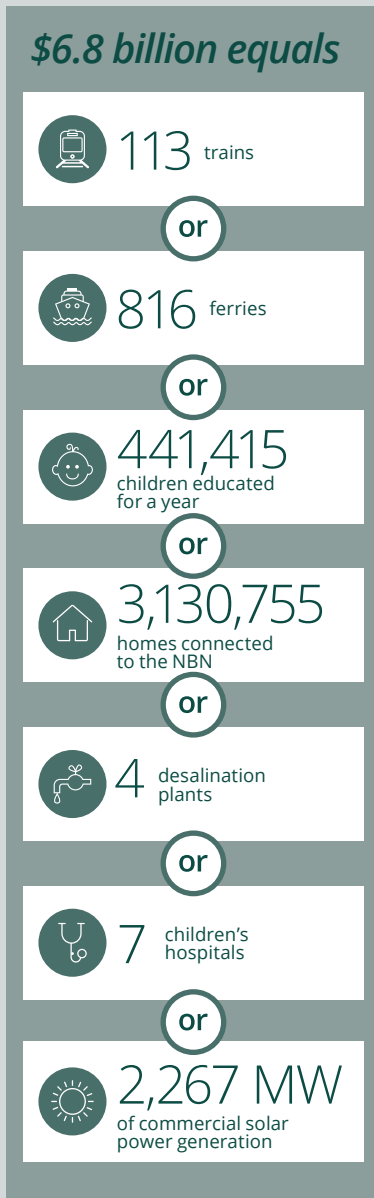 $6.8 billion equals
113 trains
or
816 ferries
or
441,415
children educated
for a year
or
3,130,755
homes connected
to the NBN
or
4 desalination
plants
or
7 children’s
hospitals
or
2,267 MW
of commercial solar
power generation